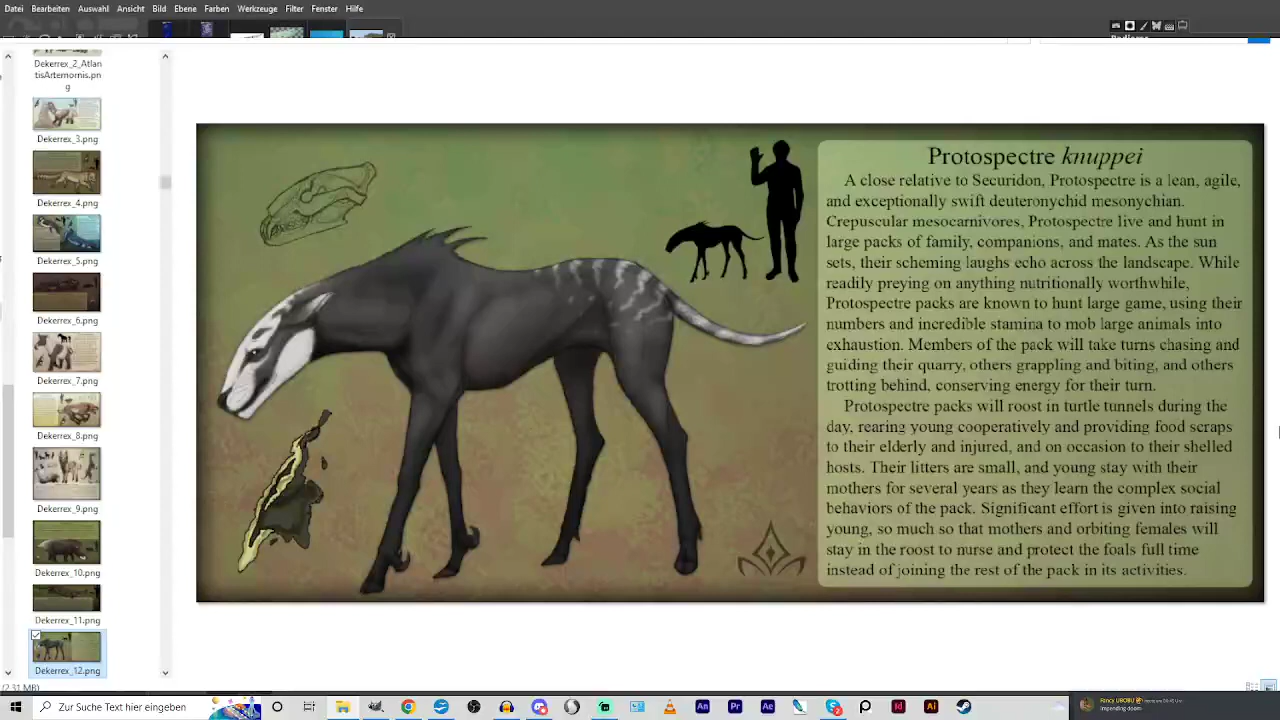 Datei Bearbeiten Auswahl Ansicht Bild Ebene Farben Werkzeuge Filter Fenster Hilfe
Dekerrex_2_Atlan
tisArtemornis.pn
g
Dekerrex_3.png
Dekerrex_4.png
Dekerrex_5.png
Dekerrex_6.png
Dekerrex_7.png
Dekerrex_8.png
Dekerrex_9.png
Dekerrex_10.png
Dekerrex_11.png
Dekerrex_12.png
Protospectre knuppei
A close relative to Securidon, Protospectre is a lean, agile,
and exceptionally swift deuteronychid mesonychian.
Crepuscular mesocarnivores, Protospectre live and hunt in
large packs of family, companions, and mates. As the sun
sets, their scheming laughs echo across the landscape. While
readily preying on anything nutritionally worthwhile,
Protospectre packs are known to hunt large game, using their
numbers and incredible stamina to mob large animals into
exhaustion. Members of the pack will take turns chasing and
guiding their quarry, others grappling and biting, and others
trotting behind, conserving energy for their turn.
Protospectre packs will roost in turtle tunnels during the
day, rearing young cooperatively and providing food scraps
to their elderly and injured, and on occasion to their shelled
hosts. Their litters are small, and young stay with their
mothers for several years as they learn the complex social
behaviors of the pack. Significant effort is given into raising
young, so much so that mothers and orbiting females will
stay in the roost to nurse and protect the foals full time
instead of joining the rest of the pack in its activities.
(2,31 MB)
Zur Suche Text hier eingeben
An Pr Ae Id Ai
Impending doom